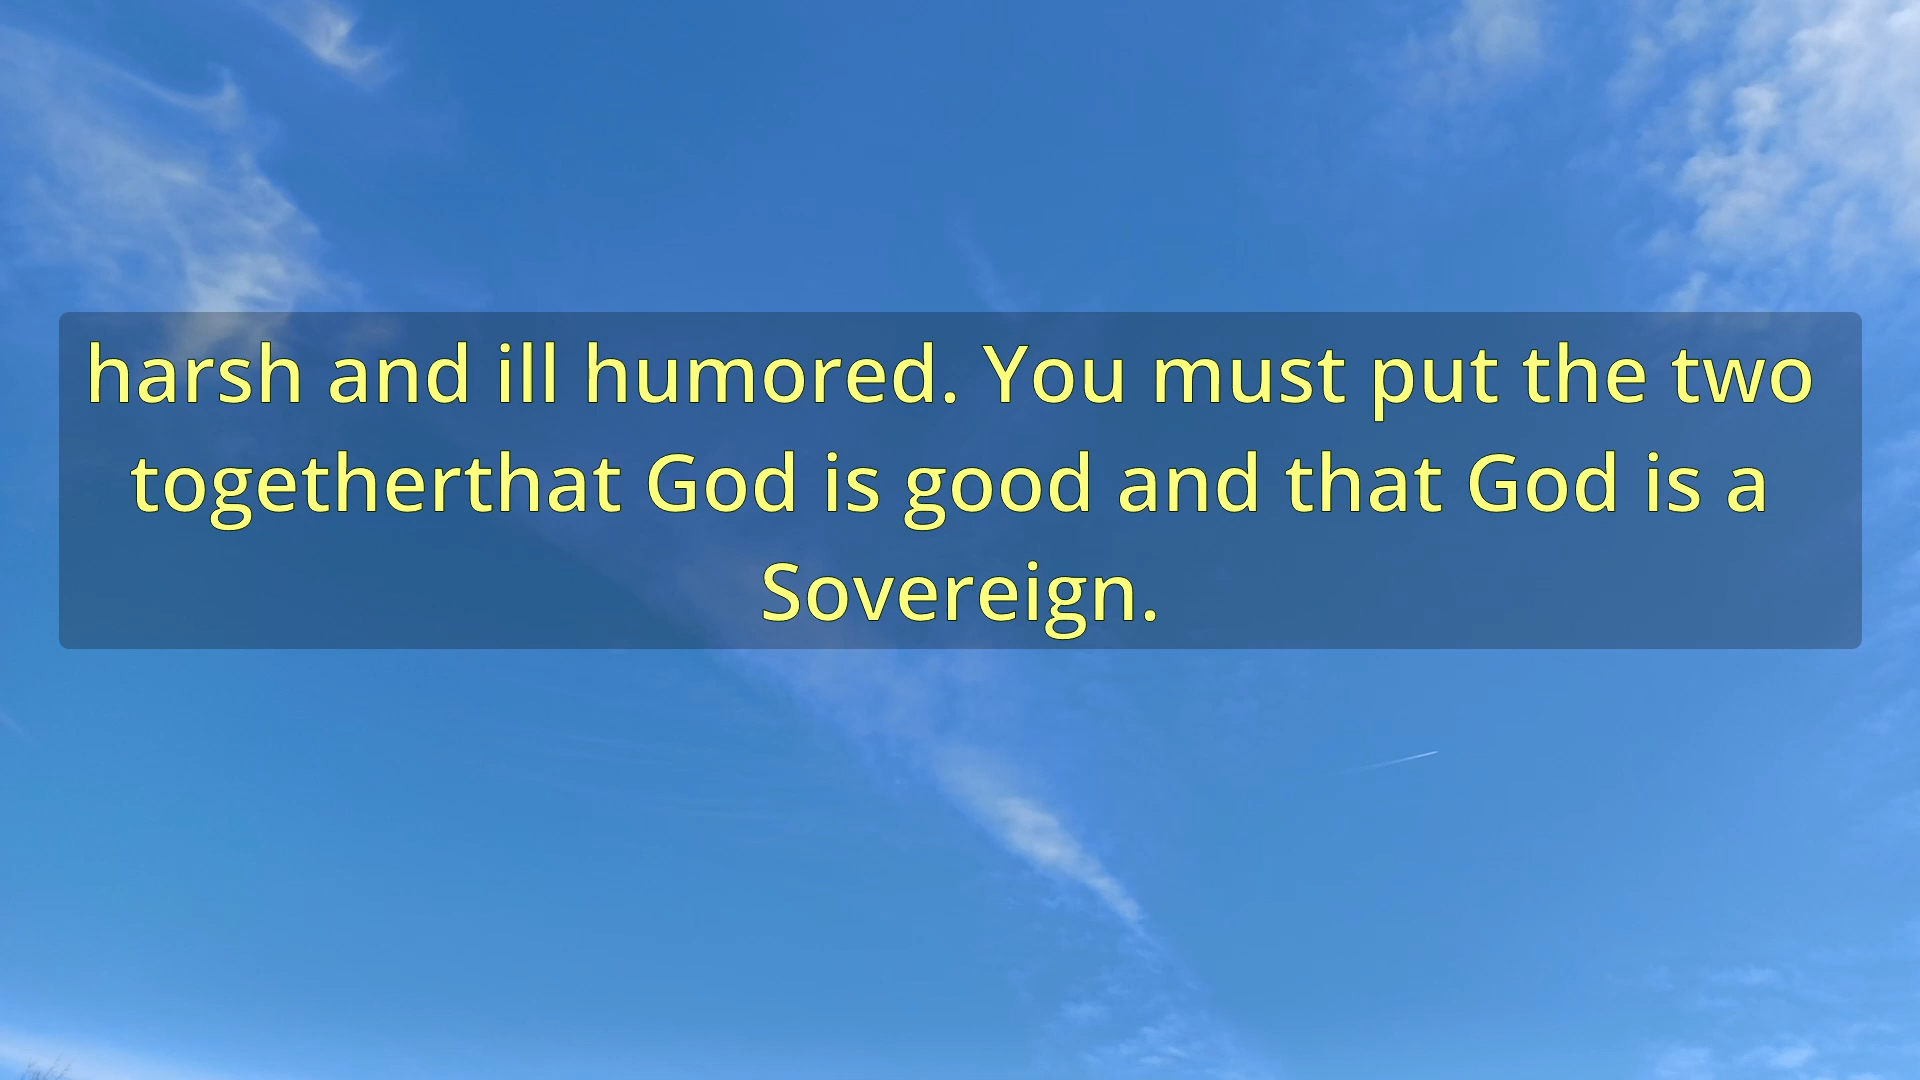 harsh and ill humored. You must put the two
togetherthat God is good and that God is a
Sovereign.